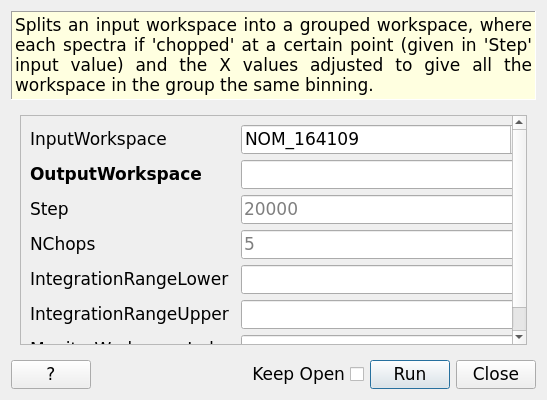 Splits an input workspace into a grouped workspace, where
each spectra if 'chopped' at a certain point (given in 'Step'
input value) and the X values adjusted to give all the
workspace in the group the same binning.
InputWorkspace NOM_164109
OutputWorkspace
Step 20000
NChops 5
IntegrationRangeLower
IntegrationRangeUpper
? Keep Open Run Close